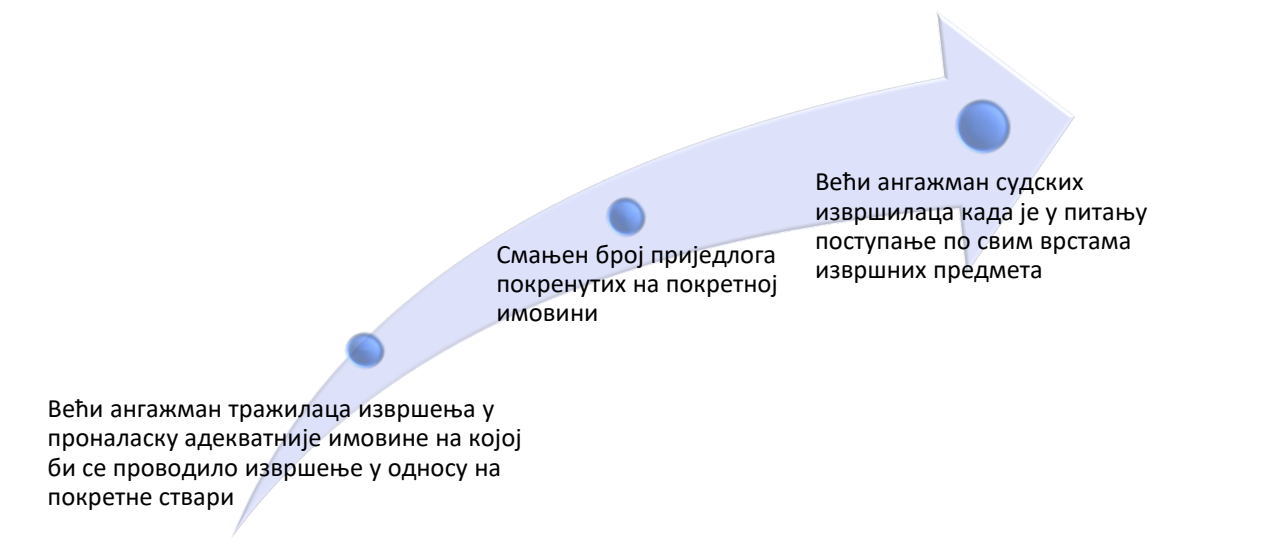 Већи ангажман судских
извршилаца када је у питању
поступање по свим врстама
извршних предмета
Смањен број приједлога
покренутих на покретној
имовини
Већи ангажман тражилаца извршења у
проналаску адекватније имовине на којој
би се проводило извршење у односу на
покретне ствари